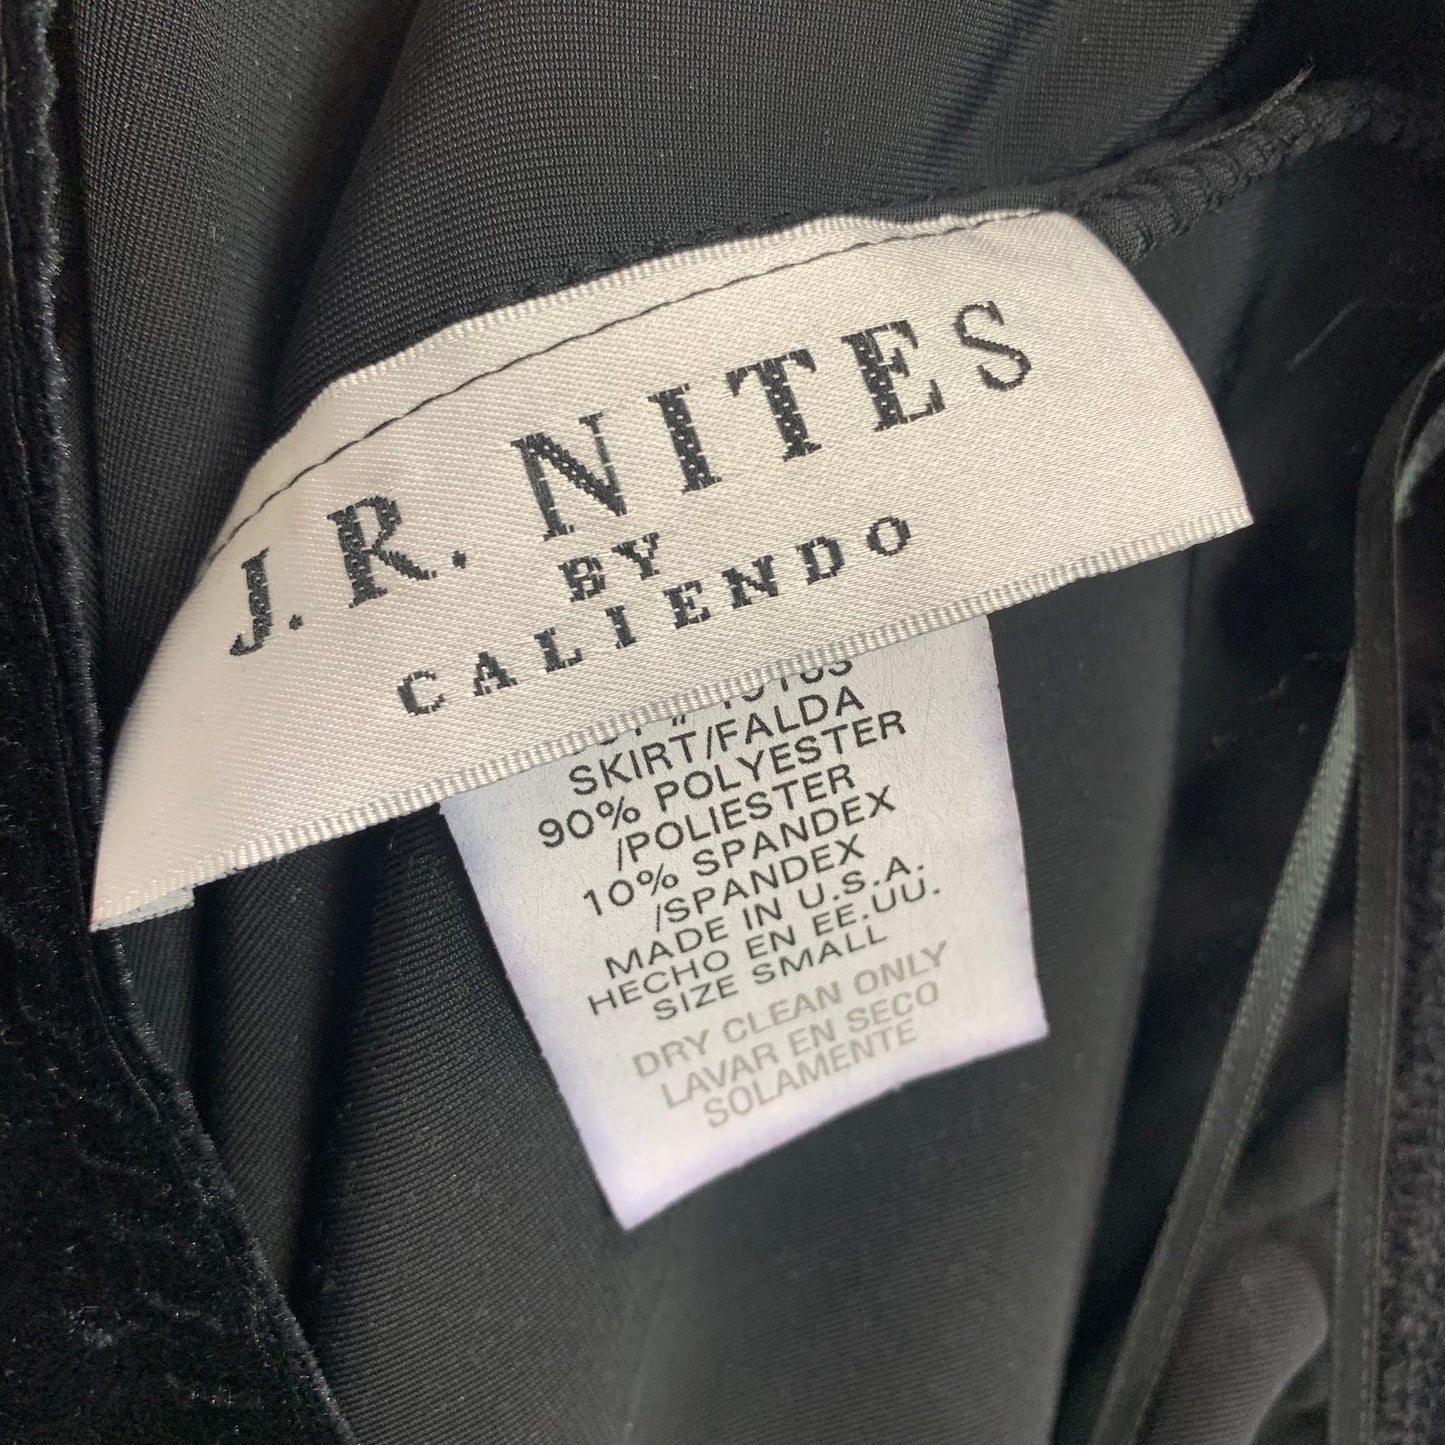 J.R. NITES
BY
CALIENDO
SKIRT/FALDA
90% POLYESTER
/POLIESTER
10% SPANDEX
/SPANDEX
MADE IN U.S.A.
HECHO EN EE.UU.
SIZE SMALL
DRY CLEAN ONLY
LAVAR EN SECO
SOLAMENTE